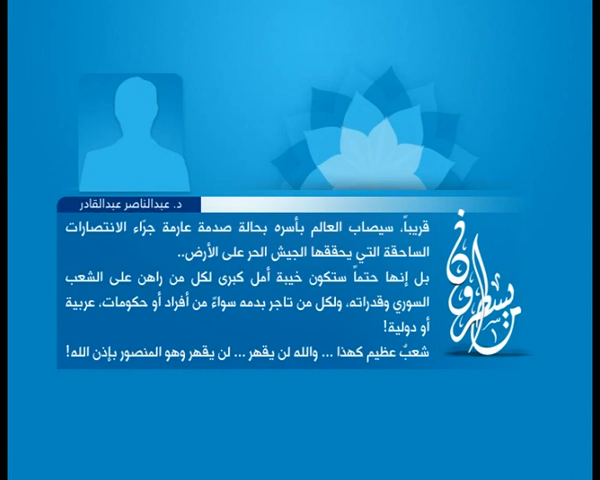 د. عبدالناصر عبدالقادر
قريباً، سيصاب العالم بأسره بحالة صدمة عارمة جرّاء الانتصارات
الساحقة التي يحققها الجيش الحر على الأرض..
بل إنها حتماً ستكون خيبة أمل كبرى لكل من راهن على الشعب
السوري وقدراته، ولكل من تاجر بدمه سواءً من أفراد أو حكومات، عربية
أو دولية!
شعبٌ عظيم كهذا ... والله لن يقهر ... لن يقهر وهو المنصور بإذن الله!